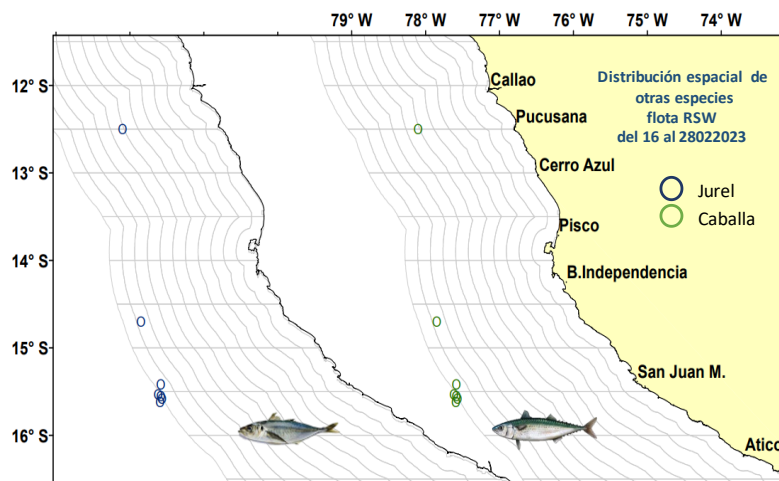 79° W 78° W 77° W 76° W 75° W 74° W
12° S
13° S
14° S
15° S
16° S
Callao
Pucusana
Cerro Azul
Pisco
B.Independencia
San Juan M.
Atico
Distribución espacial de
otras especies
flota RSW
del 16 al 28022023
Jurel
Caballa